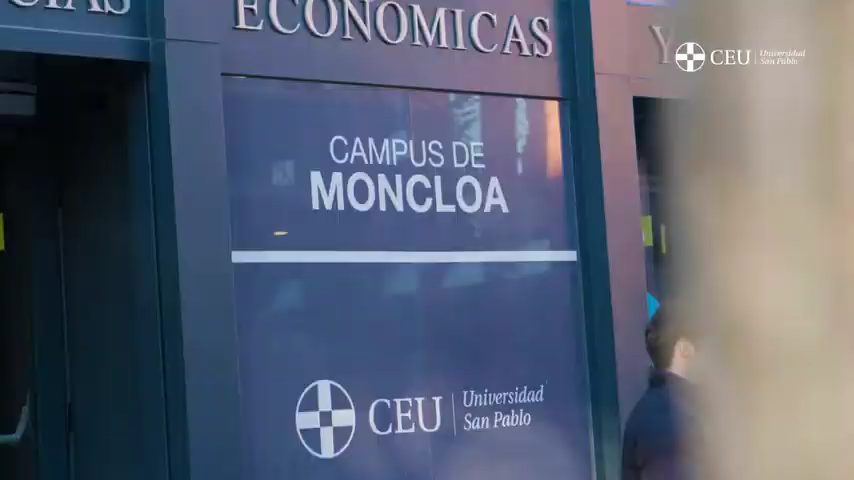 ECONÓMICAS
Y
CEU Universidad
San Pablo
CAMPUS DE
MONCLOA
CEU Universidad
San Pablo